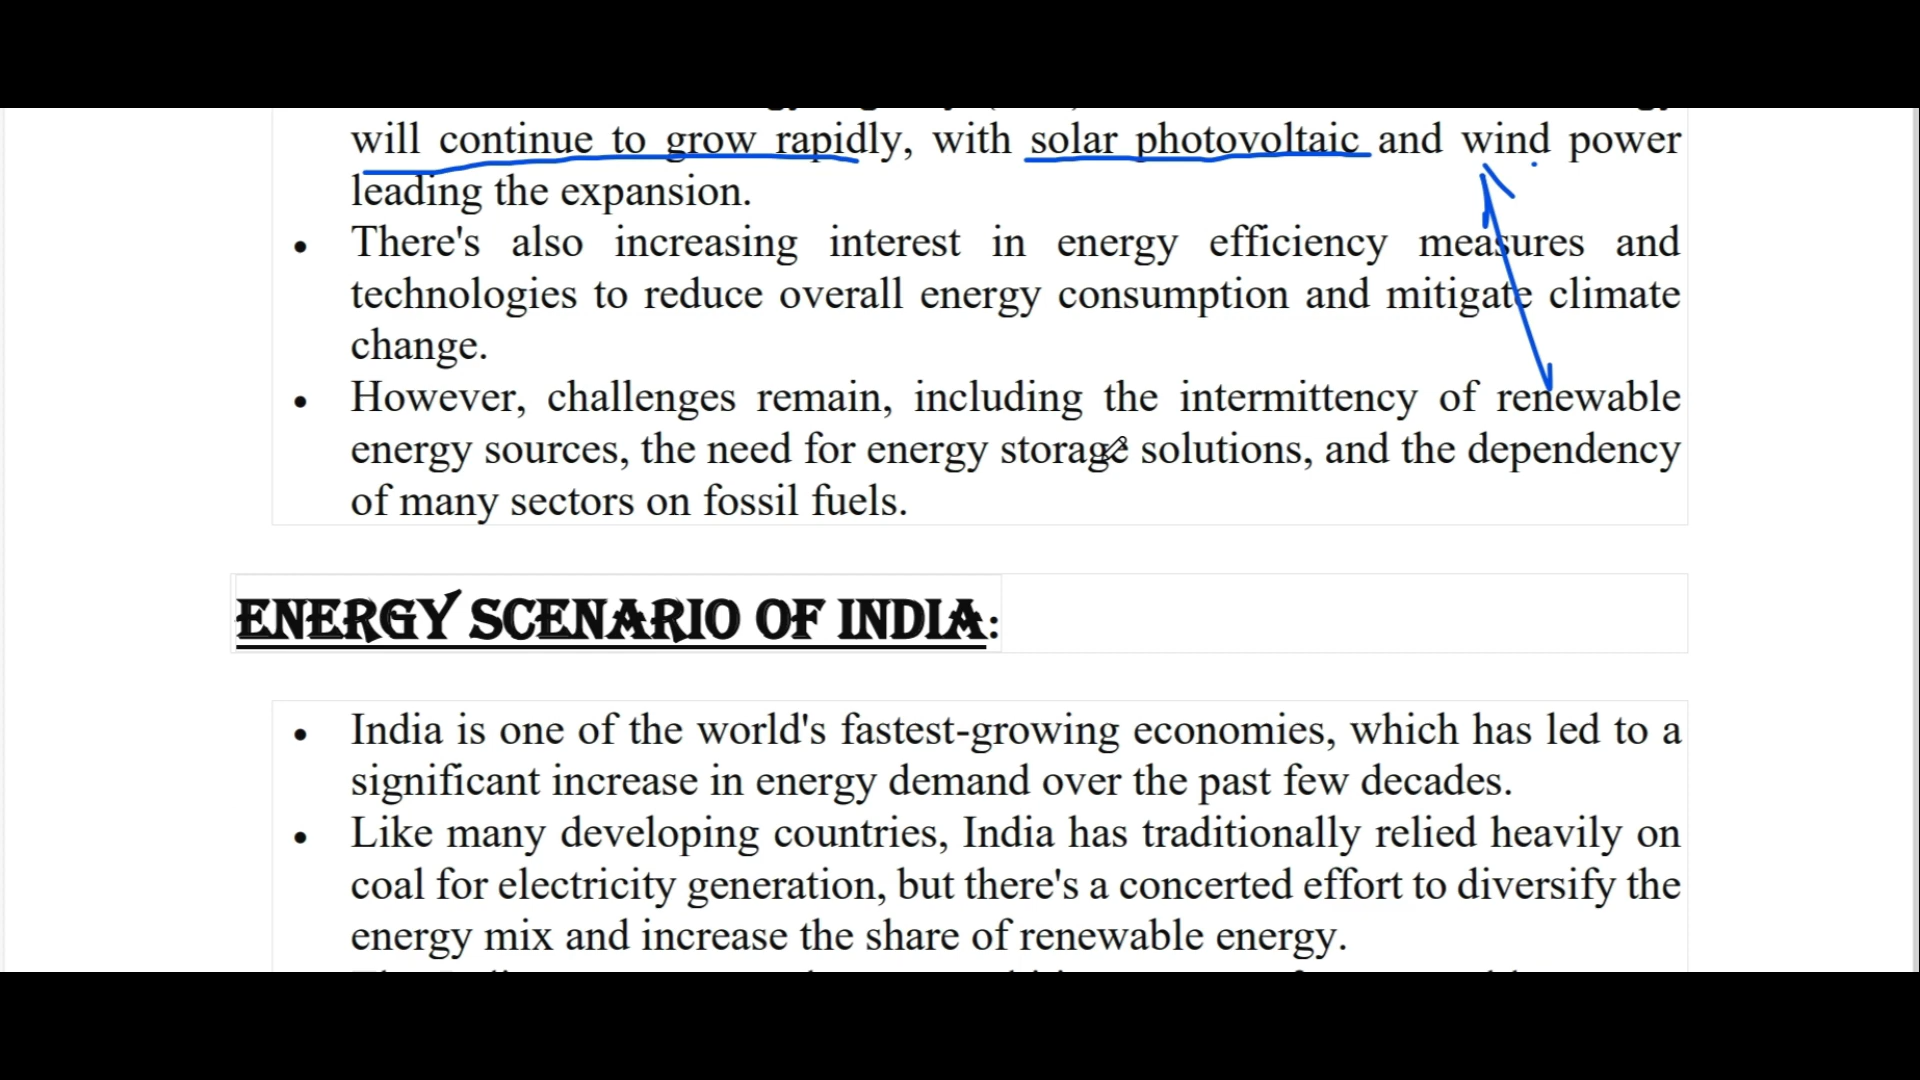 will continue to grow rapidly, with solar photovoltaic and wind power
leading the expansion.
• There's also increasing interest in energy efficiency measures and
technologies to reduce overall energy consumption and mitigate climate
change.
• However, challenges remain, including the intermittency of renewable
energy sources, the need for energy storage solutions, and the dependency
of many sectors on fossil fuels.
ENERGY SCENARIO OF INDIA:
• India is one of the world's fastest-growing economies, which has led to a
significant increase in energy demand over the past few decades.
• Like many developing countries, India has traditionally relied heavily on
coal for electricity generation, but there's a concerted effort to diversify the
energy mix and increase the share of renewable energy.